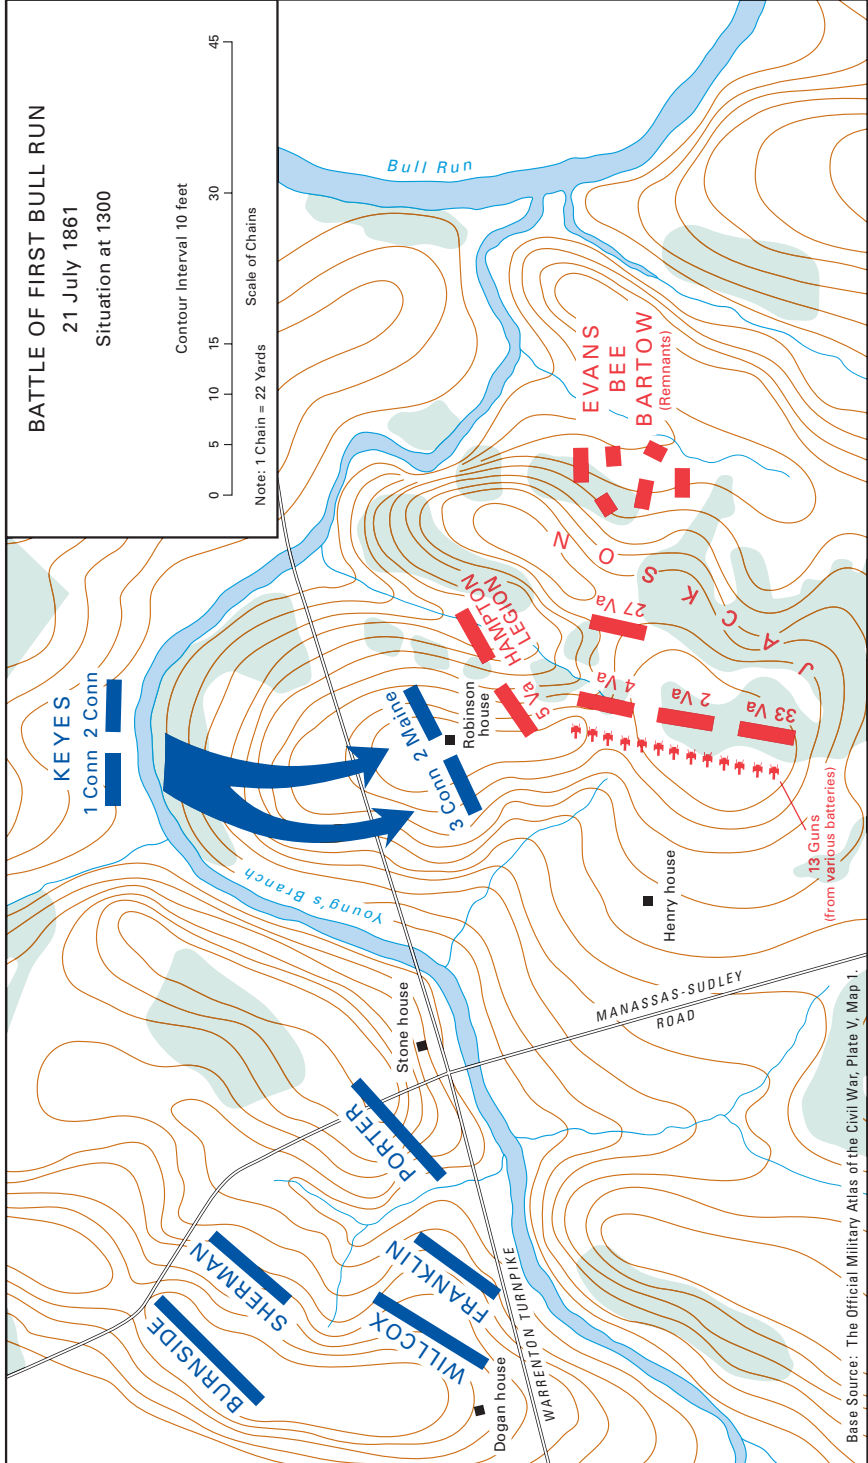 BATTLE OF FIRST BULL RUN
21 July 1861
Situation at 1300
Contour Interval 10 feet
0 5 10 15 30 45
Scale of Chains
Note: 1 Chain = 22 Yards
Bull Run
KEYES
1 Conn 2 Conn
Young's Branch
3 Conn 2 Maine
Robinson
house
HAMPTON
LEGION
5 Va
4 Va
27 Va
2 Va
33 Va
JACKSON
EVANS
BEE
BARTOW
(Remnants)
13 Guns
(from various batteries)
Henry house
MANASSAS-SUDLEY
ROAD
Stone house
PORTER
SHERMAN
BURNSIDE
FRANKLIN
WILLCOX
Dogan house
WARRENTON TURNPIKE
Base Source: The Official Military Atlas of the Civil War, Plate V, Map 1.